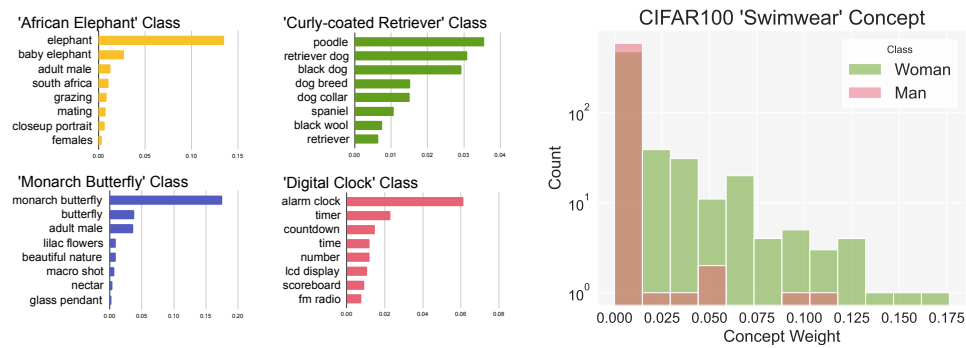 'African Elephant' Class
elephant
baby elephant
adult male
south africa
grazing
mating
closeup portrait
females
0.00 0.05 0.10 0.15
'Curly-coated Retriever' Class
poodle
retriever dog
black dog
dog breed
dog collar
spaniel
black wool
retriever
0.00 0.01 0.02 0.03 0.04
'Monarch Butterfly' Class
monarch butterfly
butterfly
adult male
lilac flowers
beautiful nature
macro shot
nectar
glass pendant
0.00 0.05 0.10 0.15 0.20
'Digital Clock' Class
alarm clock
timer
countdown
time
number
lcd display
scoreboard
fm radio
0.00 0.02 0.04 0.06 0.08
CIFAR100 'Swimwear' Concept
Class
Woman
Man
Count
10²
10¹
10⁰
0.000 0.025 0.050 0.075 0.100 0.125 0.150 0.175
Concept Weight